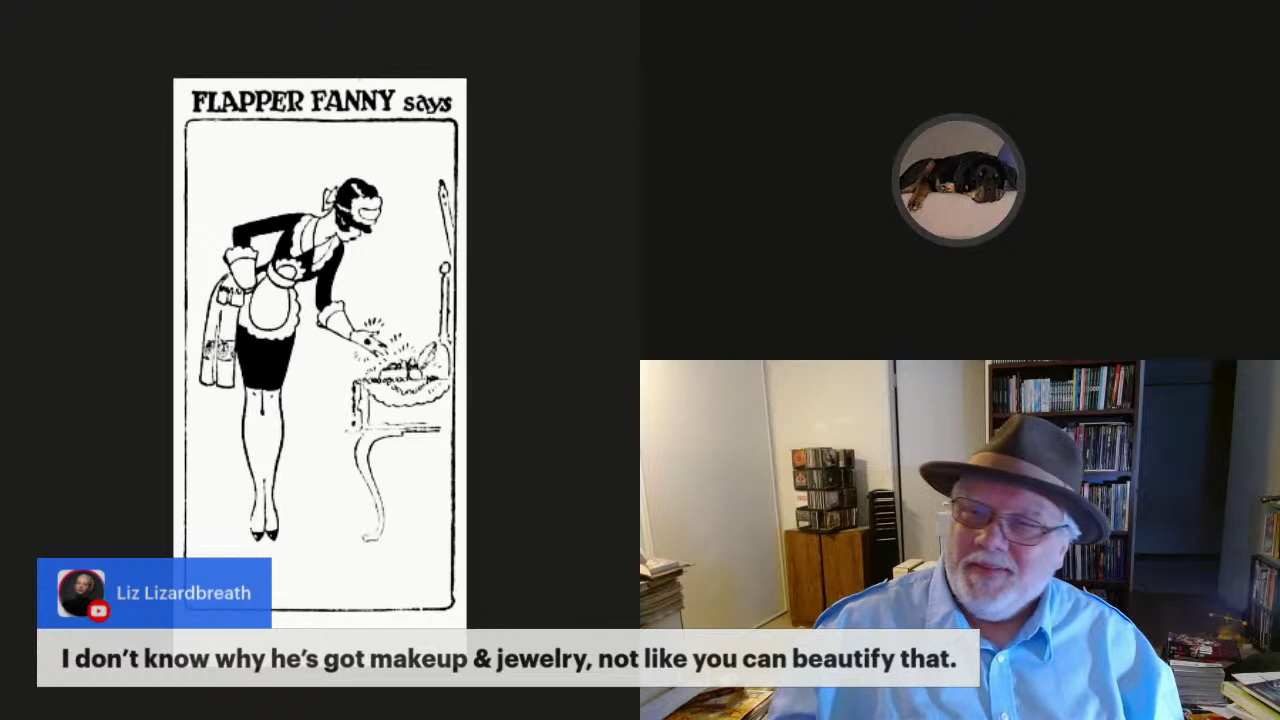 FLAPPER FANNY says
Liz Lizardbreath
I don't know why he's got makeup & jewelry, not like you can beautify that.